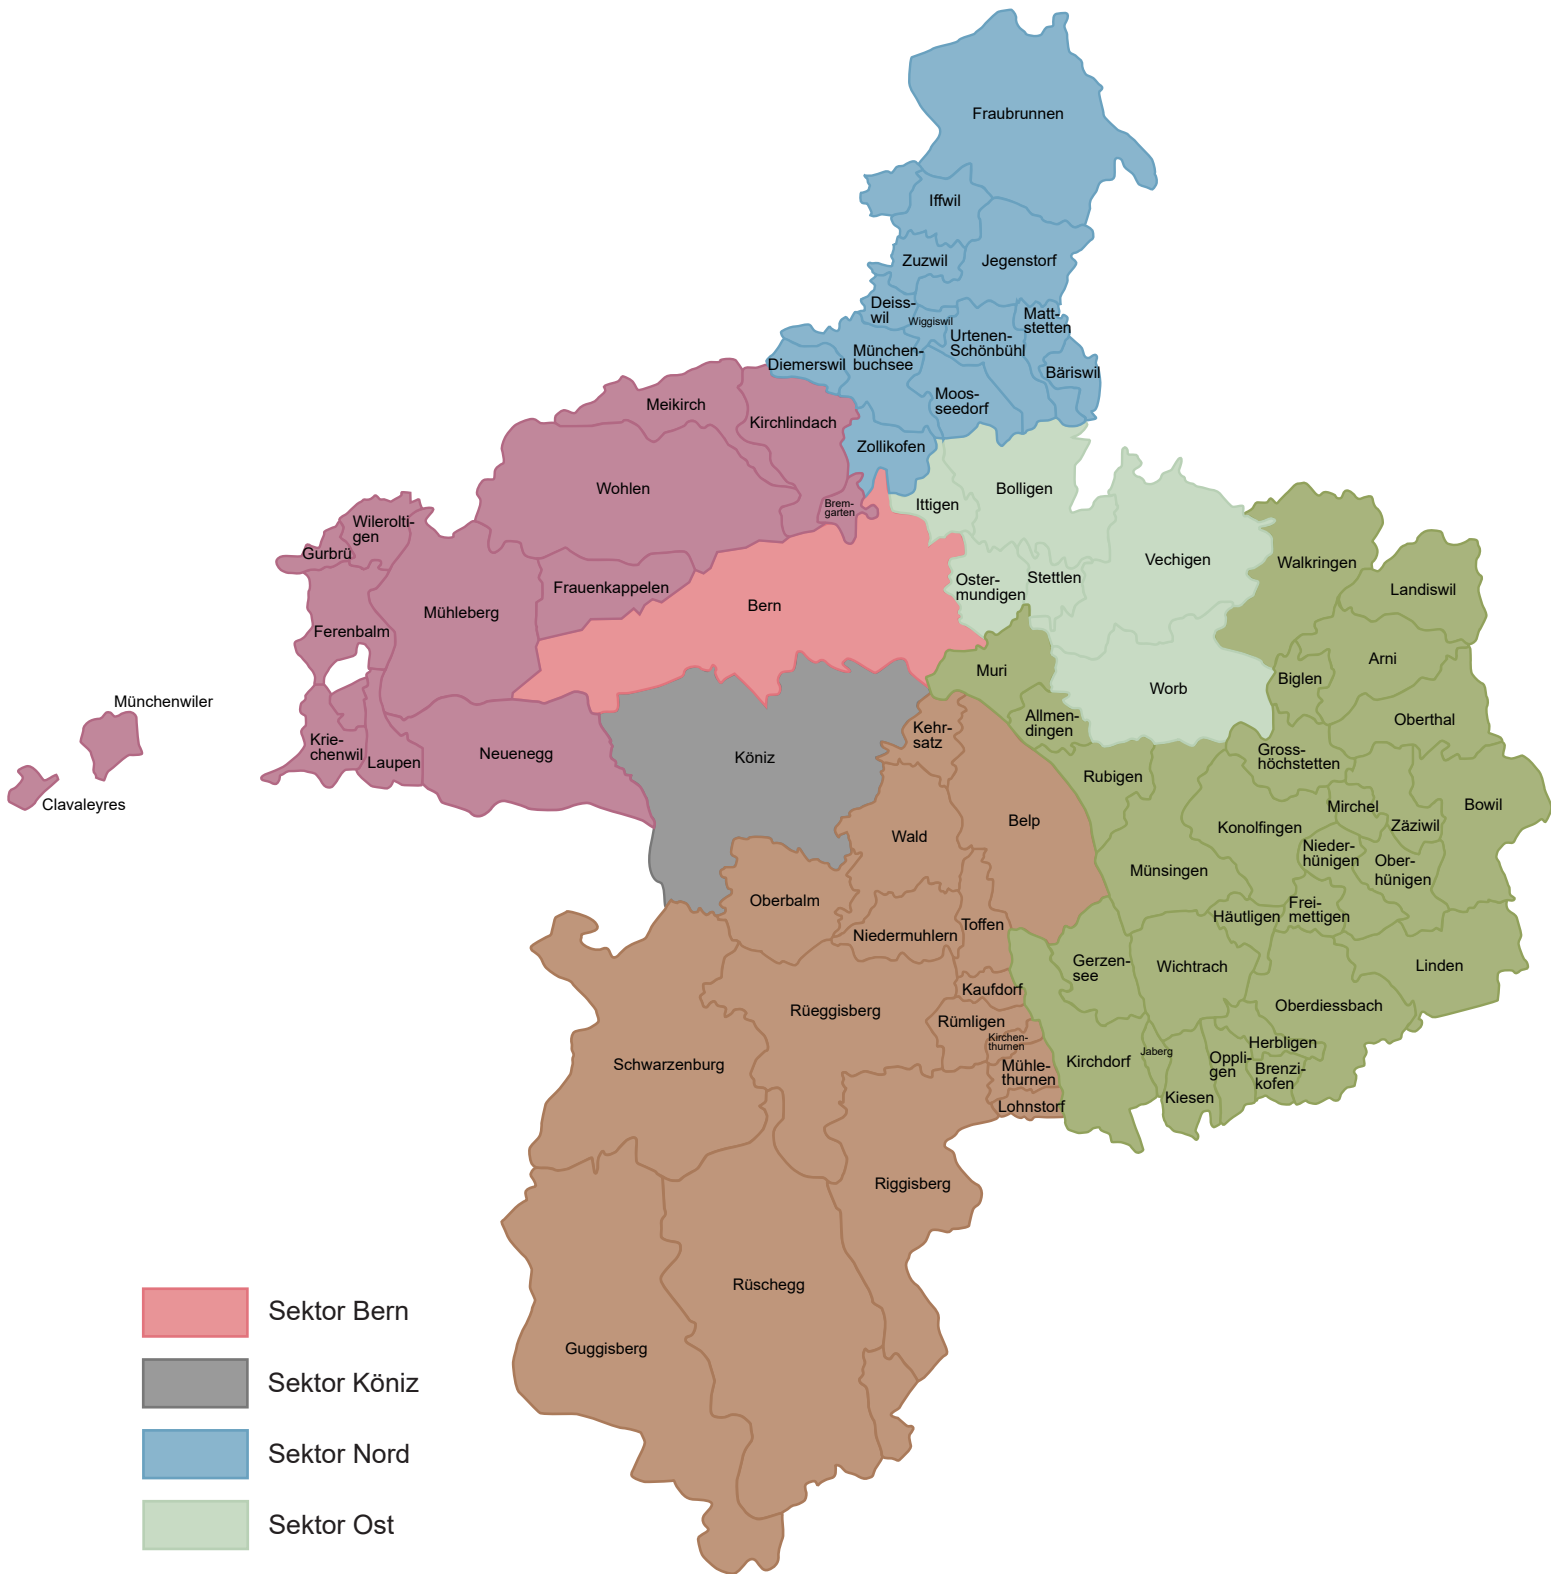 Fraubrunnen
Iffwil
Zuzwil
Jegenstorf
Deiss-
wil
Wiggiswil
Matt-
stetten
Urtenen-
Schönbühl
München-
buchsee
Diemerswil
Bäriswil
Moos-
seedorf
Zollikofen
Meikirch
Kirchlindach
Wohlen
Brem-
garten
Ittigen
Bolligen
Wilerolti-
gen
Gurbrü
Frauenkappelen
Mühleberg
Ferenbalm
Bern
Oster-
mundigen
Stettlen
Vechigen
Walkringen
Landiswil
Muri
Worb
Biglen
Arni
Oberthal
Münchenwiler
Clavaleyres
Krie-
chenwil
Laupen
Neuenegg
Köniz
Kehr-
satz
Allmen-
dingen
Rubigen
Gross-
höchstetten
Wald
Belp
Konolfingen
Mirchel
Zäziwil
Bowil
Münsingen
Nieder-
hünigen
Ober-
hünigen
Oberbalm
Niedermuhlern
Toffen
Häutligen
Frei-
mettigen
Gerzen-
see
Wichtrach
Linden
Kaufdorf
Rüeggisberg
Rümligen
Kirchen-
thurnen
Oberdiessbach
Schwarzenburg
Mühle-
thurnen
Kirchdorf
Jaberg
Oppli-
gen
Herbligen
Brenzi-
kofen
Kiesen
Lohnstorf
Riggisberg
Rüschegg
Guggisberg
Sektor Bern
Sektor Köniz
Sektor Nord
Sektor Ost